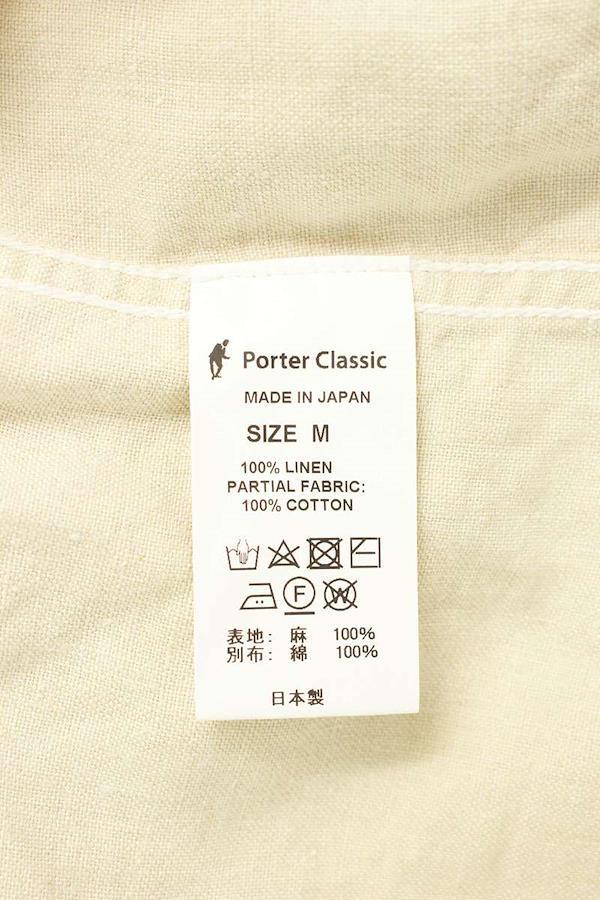 Porter Classic
MADE IN JAPAN
SIZE M
100% LINEN
PARTIAL FABRIC:
100% COTTON
F W
表地: 麻 100%
別布: 綿 100%
日本製